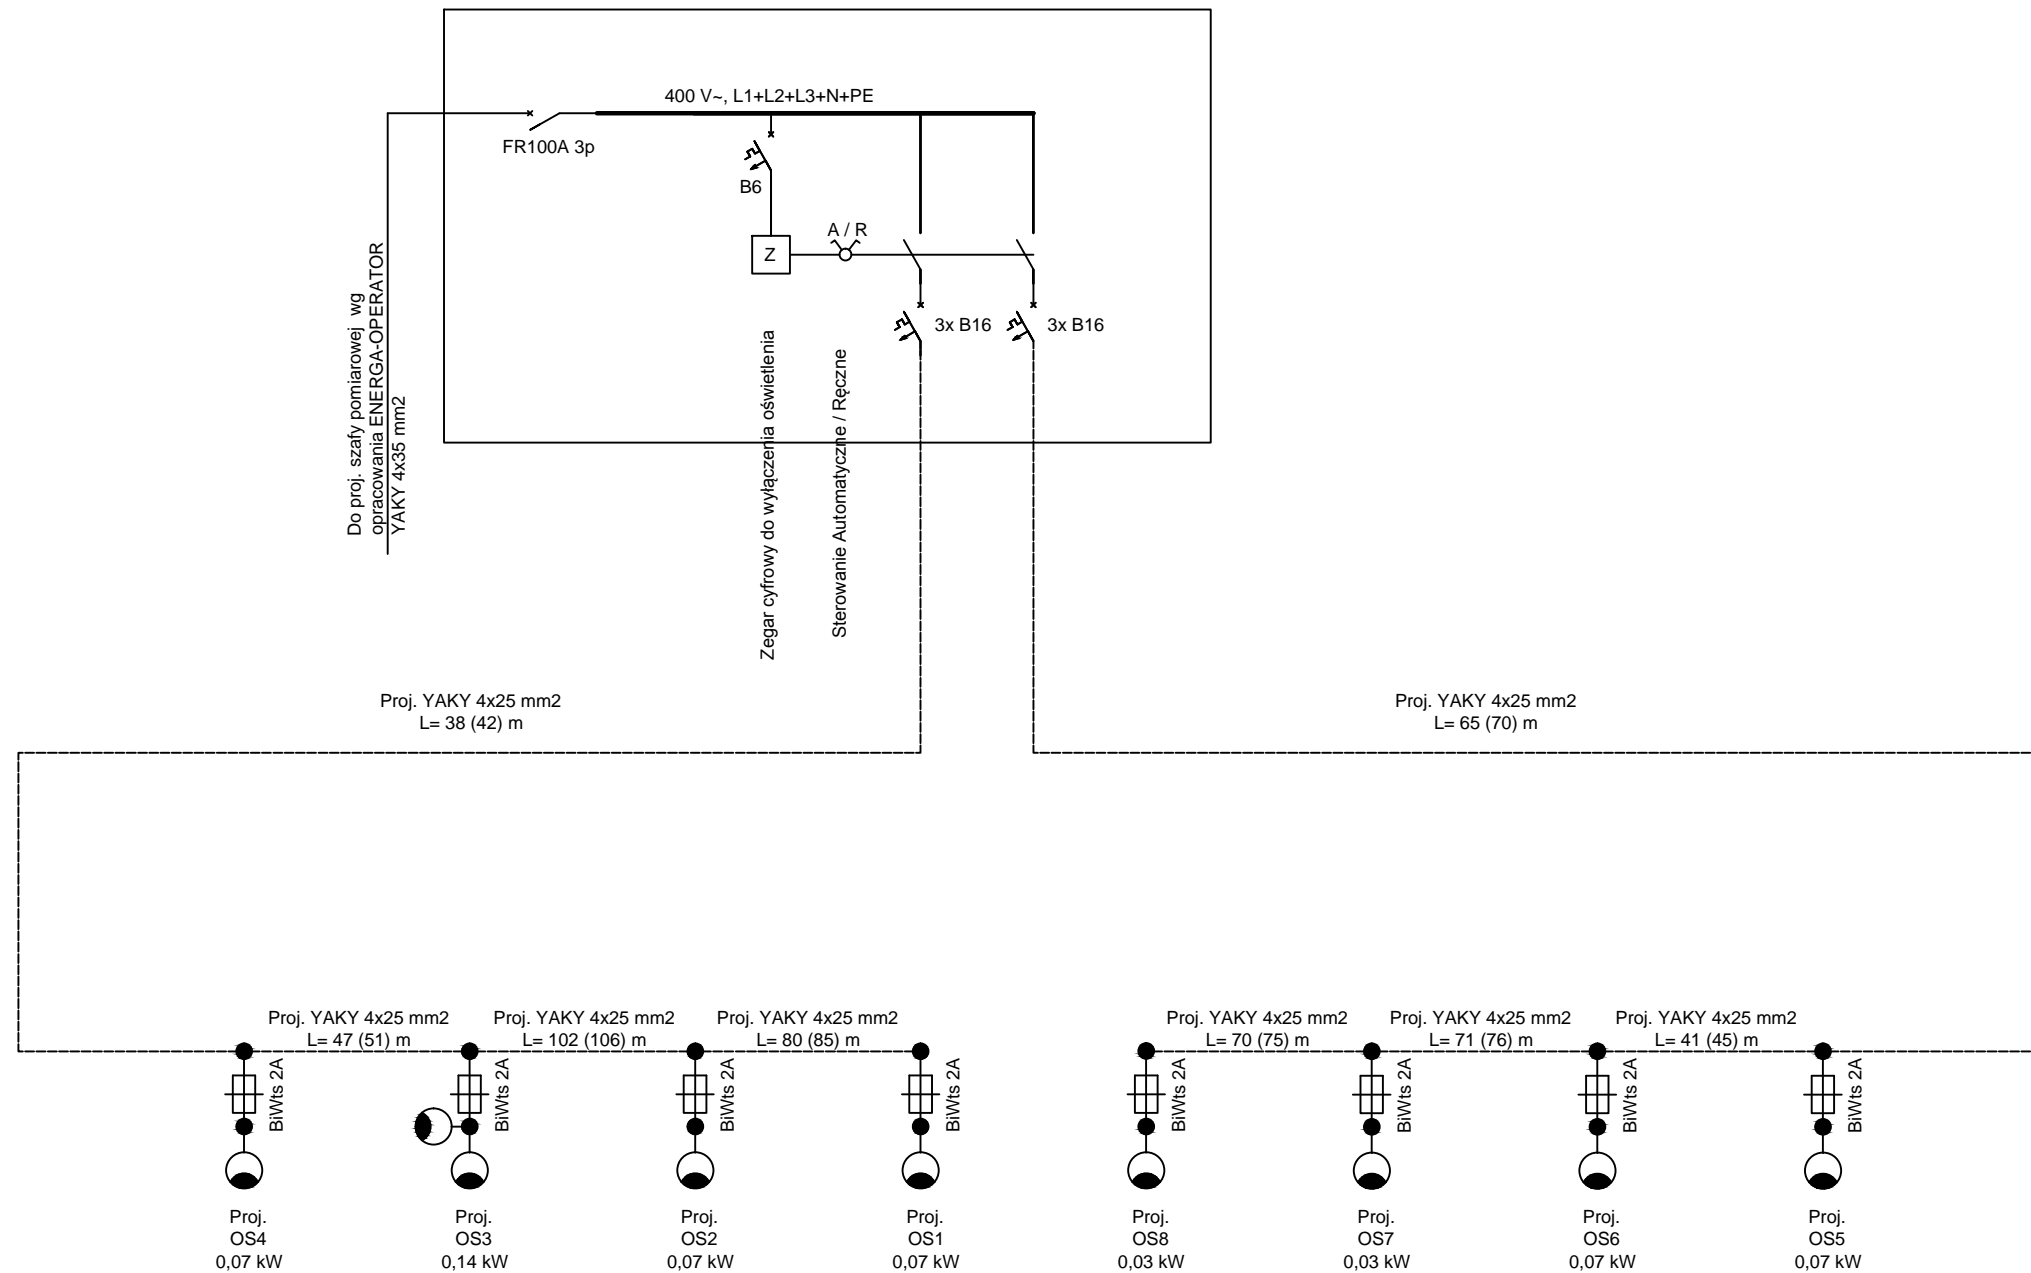 400 V~, L1+L2+L3+N+PE
FR100A 3p
B6
A / R
Z
3x B16
3x B16
Do proj. szafy pomiarowej wg
opracowania ENERGA-OPERATOR
YAKY 4x35 mm2
Zegar cyfrowy do wyłączenia oświetlenia
Sterowanie Automatyczne / Ręczne
Proj. YAKY 4x25 mm2
L= 38 (42) m
Proj. YAKY 4x25 mm2
L= 65 (70) m
Proj. YAKY 4x25 mm2
L= 47 (51) m
Proj. YAKY 4x25 mm2
L= 102 (106) m
Proj. YAKY 4x25 mm2
L= 80 (85) m
Proj. YAKY 4x25 mm2
L= 70 (75) m
Proj. YAKY 4x25 mm2
L= 71 (76) m
Proj. YAKY 4x25 mm2
L= 41 (45) m
BiWts 2A
BiWts 2A
BiWts 2A
BiWts 2A
BiWts 2A
BiWts 2A
BiWts 2A
BiWts 2A
Proj.
OS4
0,07 kW
Proj.
OS3
0,14 kW
Proj.
OS2
0,07 kW
Proj.
OS1
0,07 kW
Proj.
OS8
0,03 kW
Proj.
OS7
0,03 kW
Proj.
OS6
0,07 kW
Proj.
OS5
0,07 kW